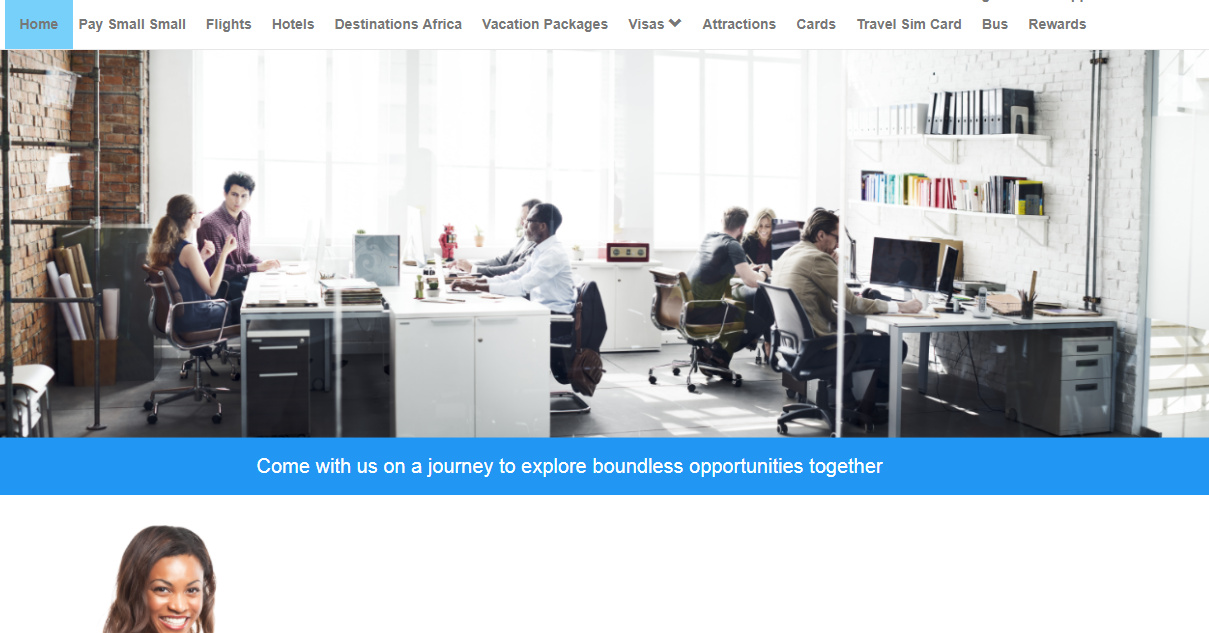 Home Pay Small Small Flights Hotels Destinations Africa Vacation Packages Visas Attractions Cards Travel Sim Card Bus Rewards
Come with us on a journey to explore boundless opportunities together